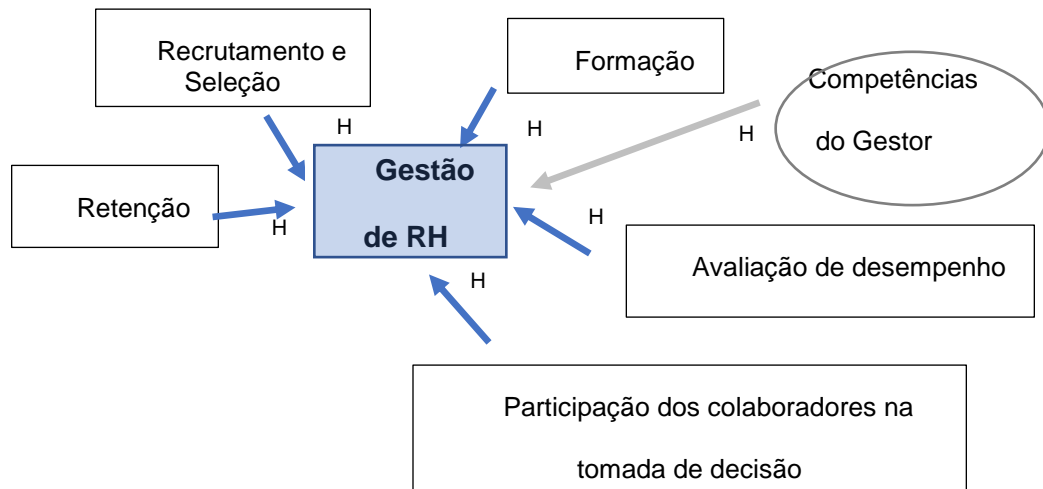 Recrutamento e
Seleção
Formação
Competências
do Gestor
H
H
H
Gestão
de RH
Retenção
H
H
Avaliação de desempenho
H
Participação dos colaboradores na
tomada de decisão